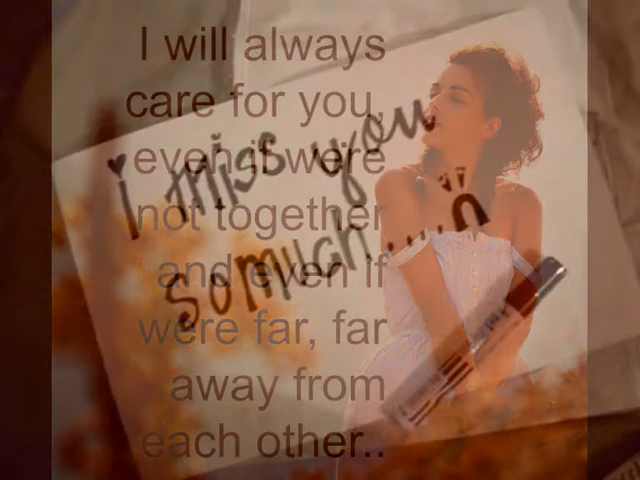 I will always
care for you,
even if were
not together
and even if
were far, far
away from
each other..
i miss you
so much.....